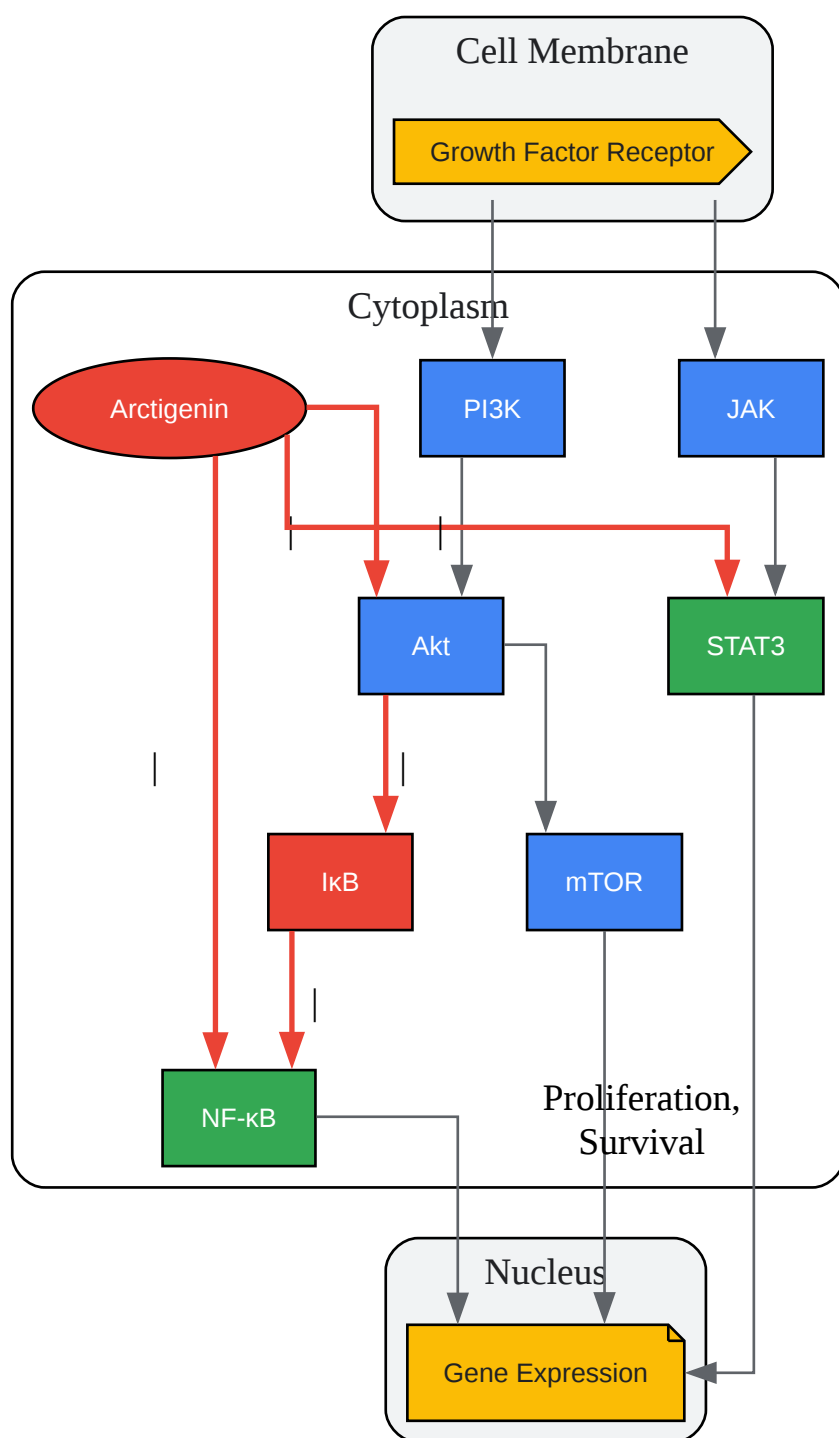 Cell Membrane
Growth Factor Receptor
Cytoplasm
Arctigenin
PI3K
JAK
|
|
Akt
STAT3
|
|
IκB
mTOR
|
NF-κB
Proliferation,
Survival
Nucleus
Gene Expression